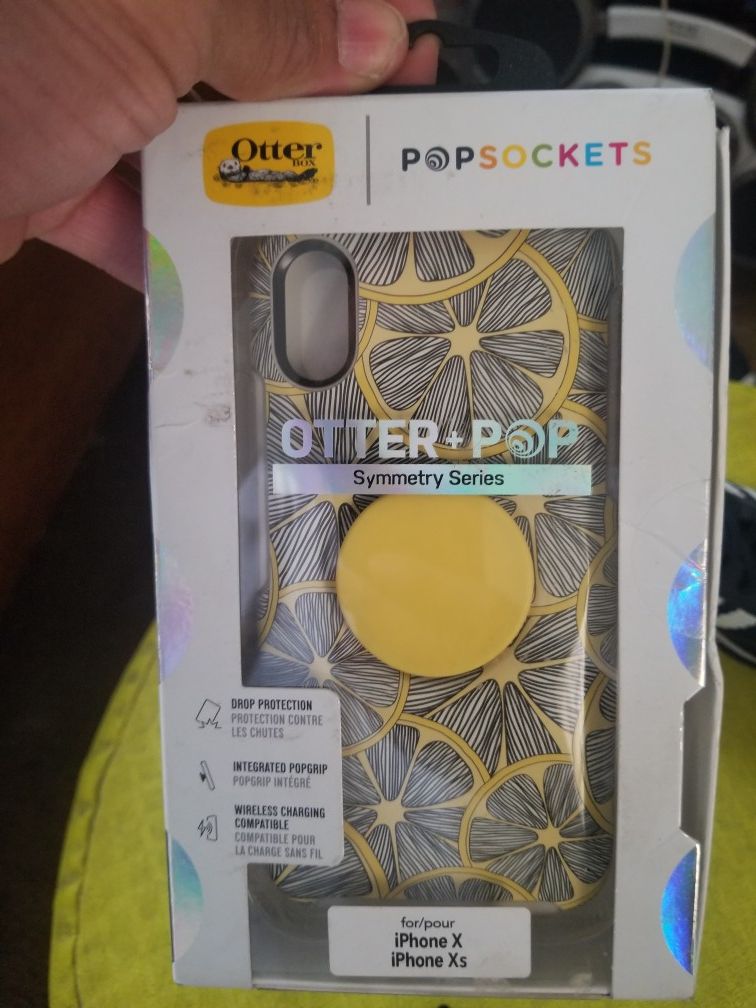 Otter
BOX
POPSOCKETS
OTTER + POP
Symmetry Series
DROP PROTECTION
PROTECTION CONTRE
LES CHUTES
INTEGRATED POPGRIP
POPGRIP INTÉGRÉ
WIRELESS CHARGING
COMPATIBLE
COMPATIBLE POUR
LA CHARGE SANS FIL
for/pour
iPhone X
iPhone Xs